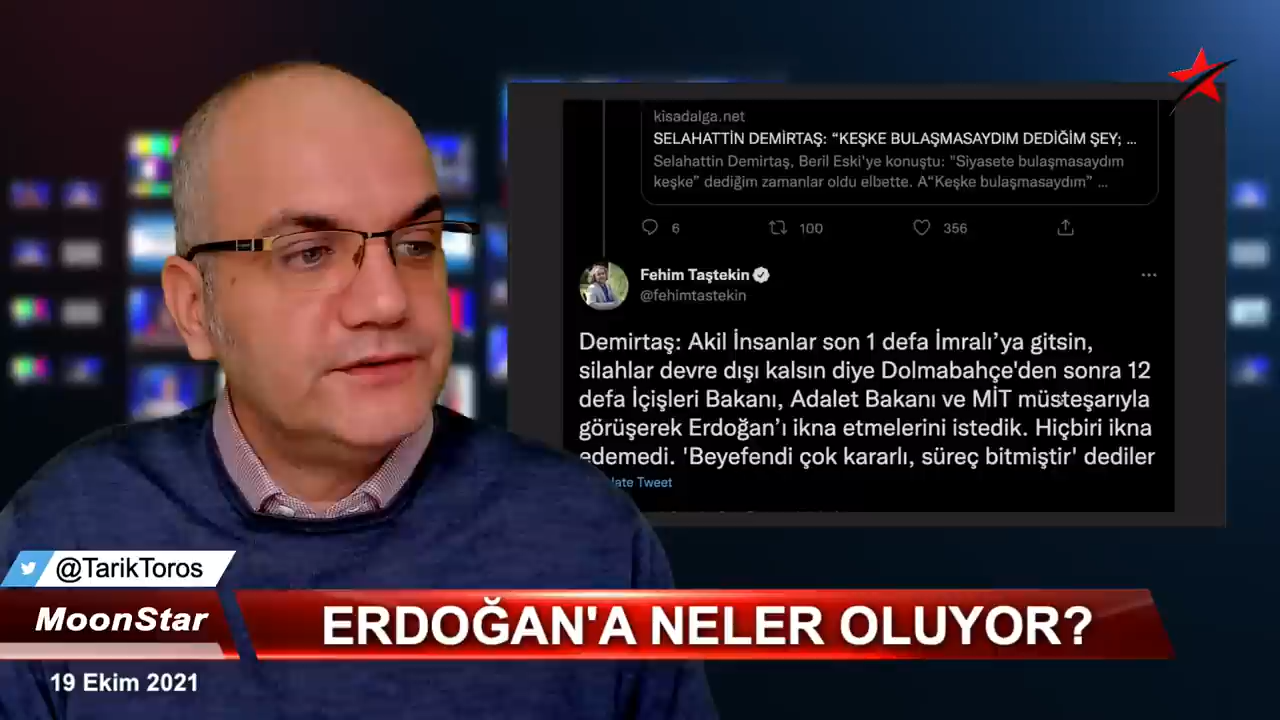 kisadalga.net
SELAHATTİN DEMİRTAŞ: “KEŞKE BULAŞMASAYDIM DEDİĞİM ŞEY; ...
Selahattin Demirtaş, Beril Eski'ye konuştu: "Siyasete bulaşmasaydım
keşke” dediğim zamanlar oldu elbette. A“Keşke bulaşmasaydım” ...
6 100 356
Fehim Taştekin
@fehimtastekin
Demirtaş: Akil İnsanlar son 1 defa İmralı’ya gitsin,
silahlar devre dışı kalsın diye Dolmabahçe'den sonra 12
defa İçişleri Bakanı, Adalet Bakanı ve MİT müsteşarıyla
görüşerek Erdoğan’ı ikna etmelerini istedik. Hiçbiri ikna
edemedi. 'Beyefendi çok kararlı, süreç bitmiştir' dediler
Tweet
@TarikToros
MoonStar
ERDOĞAN'A NELER OLUYOR?
19 Ekim 2021